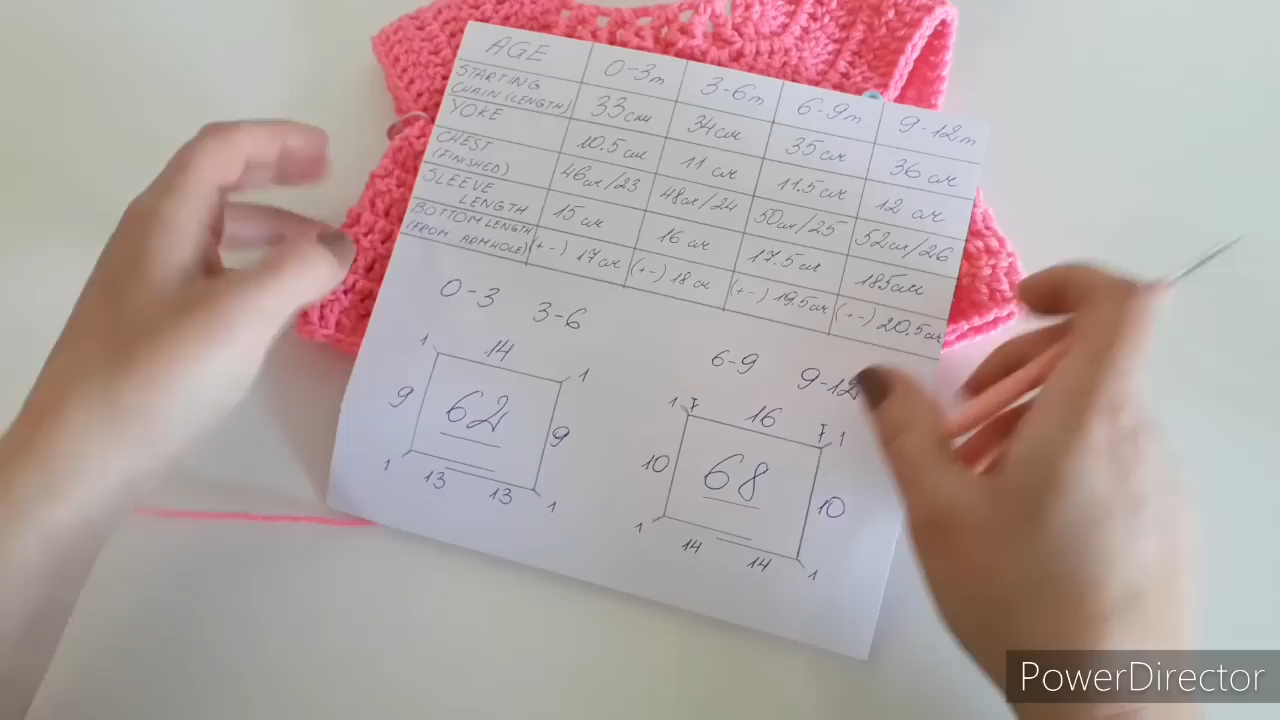 AGE 0-3m 3-6m 6-9m 9-12m
STARTING CHAIN (LENGTH) 33cm 34cm 35cm 36cm
YOKE 10.5cm 11cm 11.5cm 12cm
CHEST (FINISHED) 46cm/23 48cm/24 50cm/25 52cm/26
SLEEVE LENGTH 15cm 16cm 17.5cm 18.5cm
BOTTOM LENGTH (FROM ARMHOLE) (+-) 17cm (+-) 18cm (+-) 19.5cm (+-) 20.5cm
0-3 3-6
1 14 1
9 62 9
1 13 13 1
6-9 9-12
1 7 16 7 1
10 68 10
1 14 14 1
PowerDirector